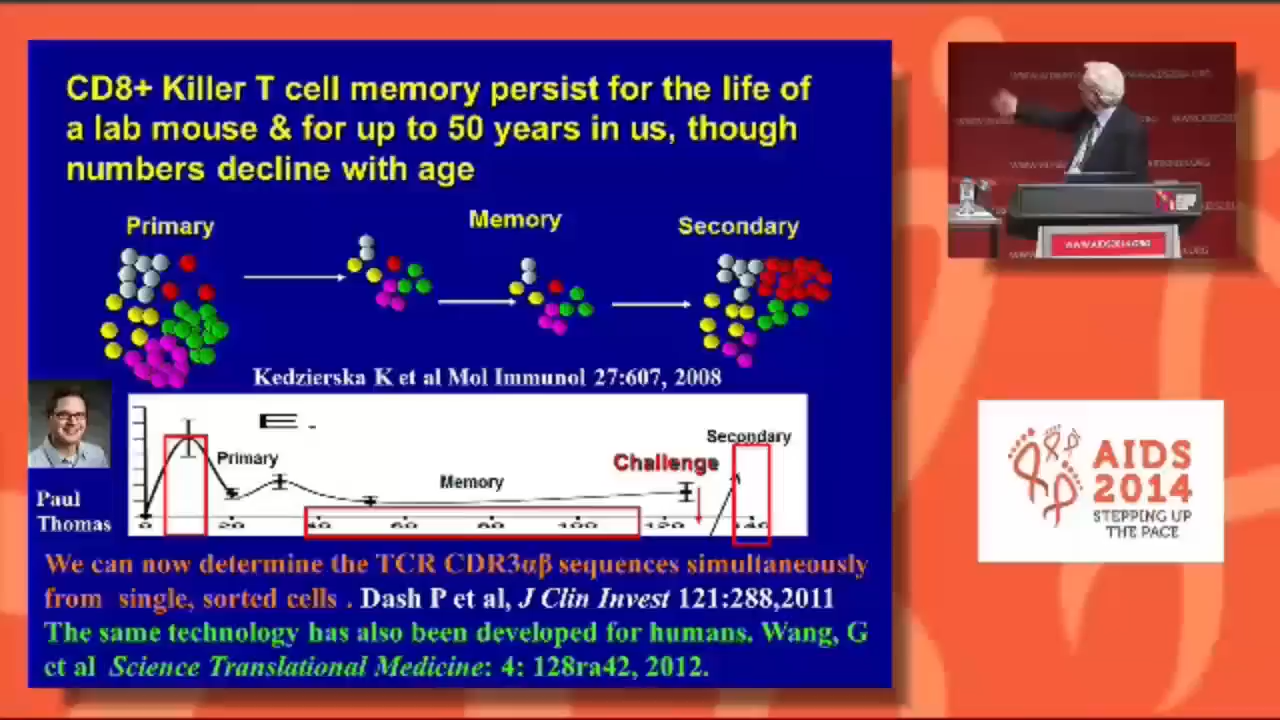 CD8+ Killer T cell memory persist for the life of
a lab mouse & for up to 50 years in us, though
numbers decline with age
Primary
Memory
Secondary
Kedzierska K et al Mol Immunol 27:607, 2008
E.
Primary
Memory
Challenge
Secondary
Paul
Thomas
We can now determine the TCR CDR3αβ sequences simultaneously
from single, sorted cells . Dash P et al, J Clin Invest 121:288,2011
The same technology has also been developed for humans. Wang, G
et al Science Translational Medicine: 4: 128ra42, 2012.
WWW.AIDS2014.ORG
AIDS
2014
STEPPING UP
THE PACE